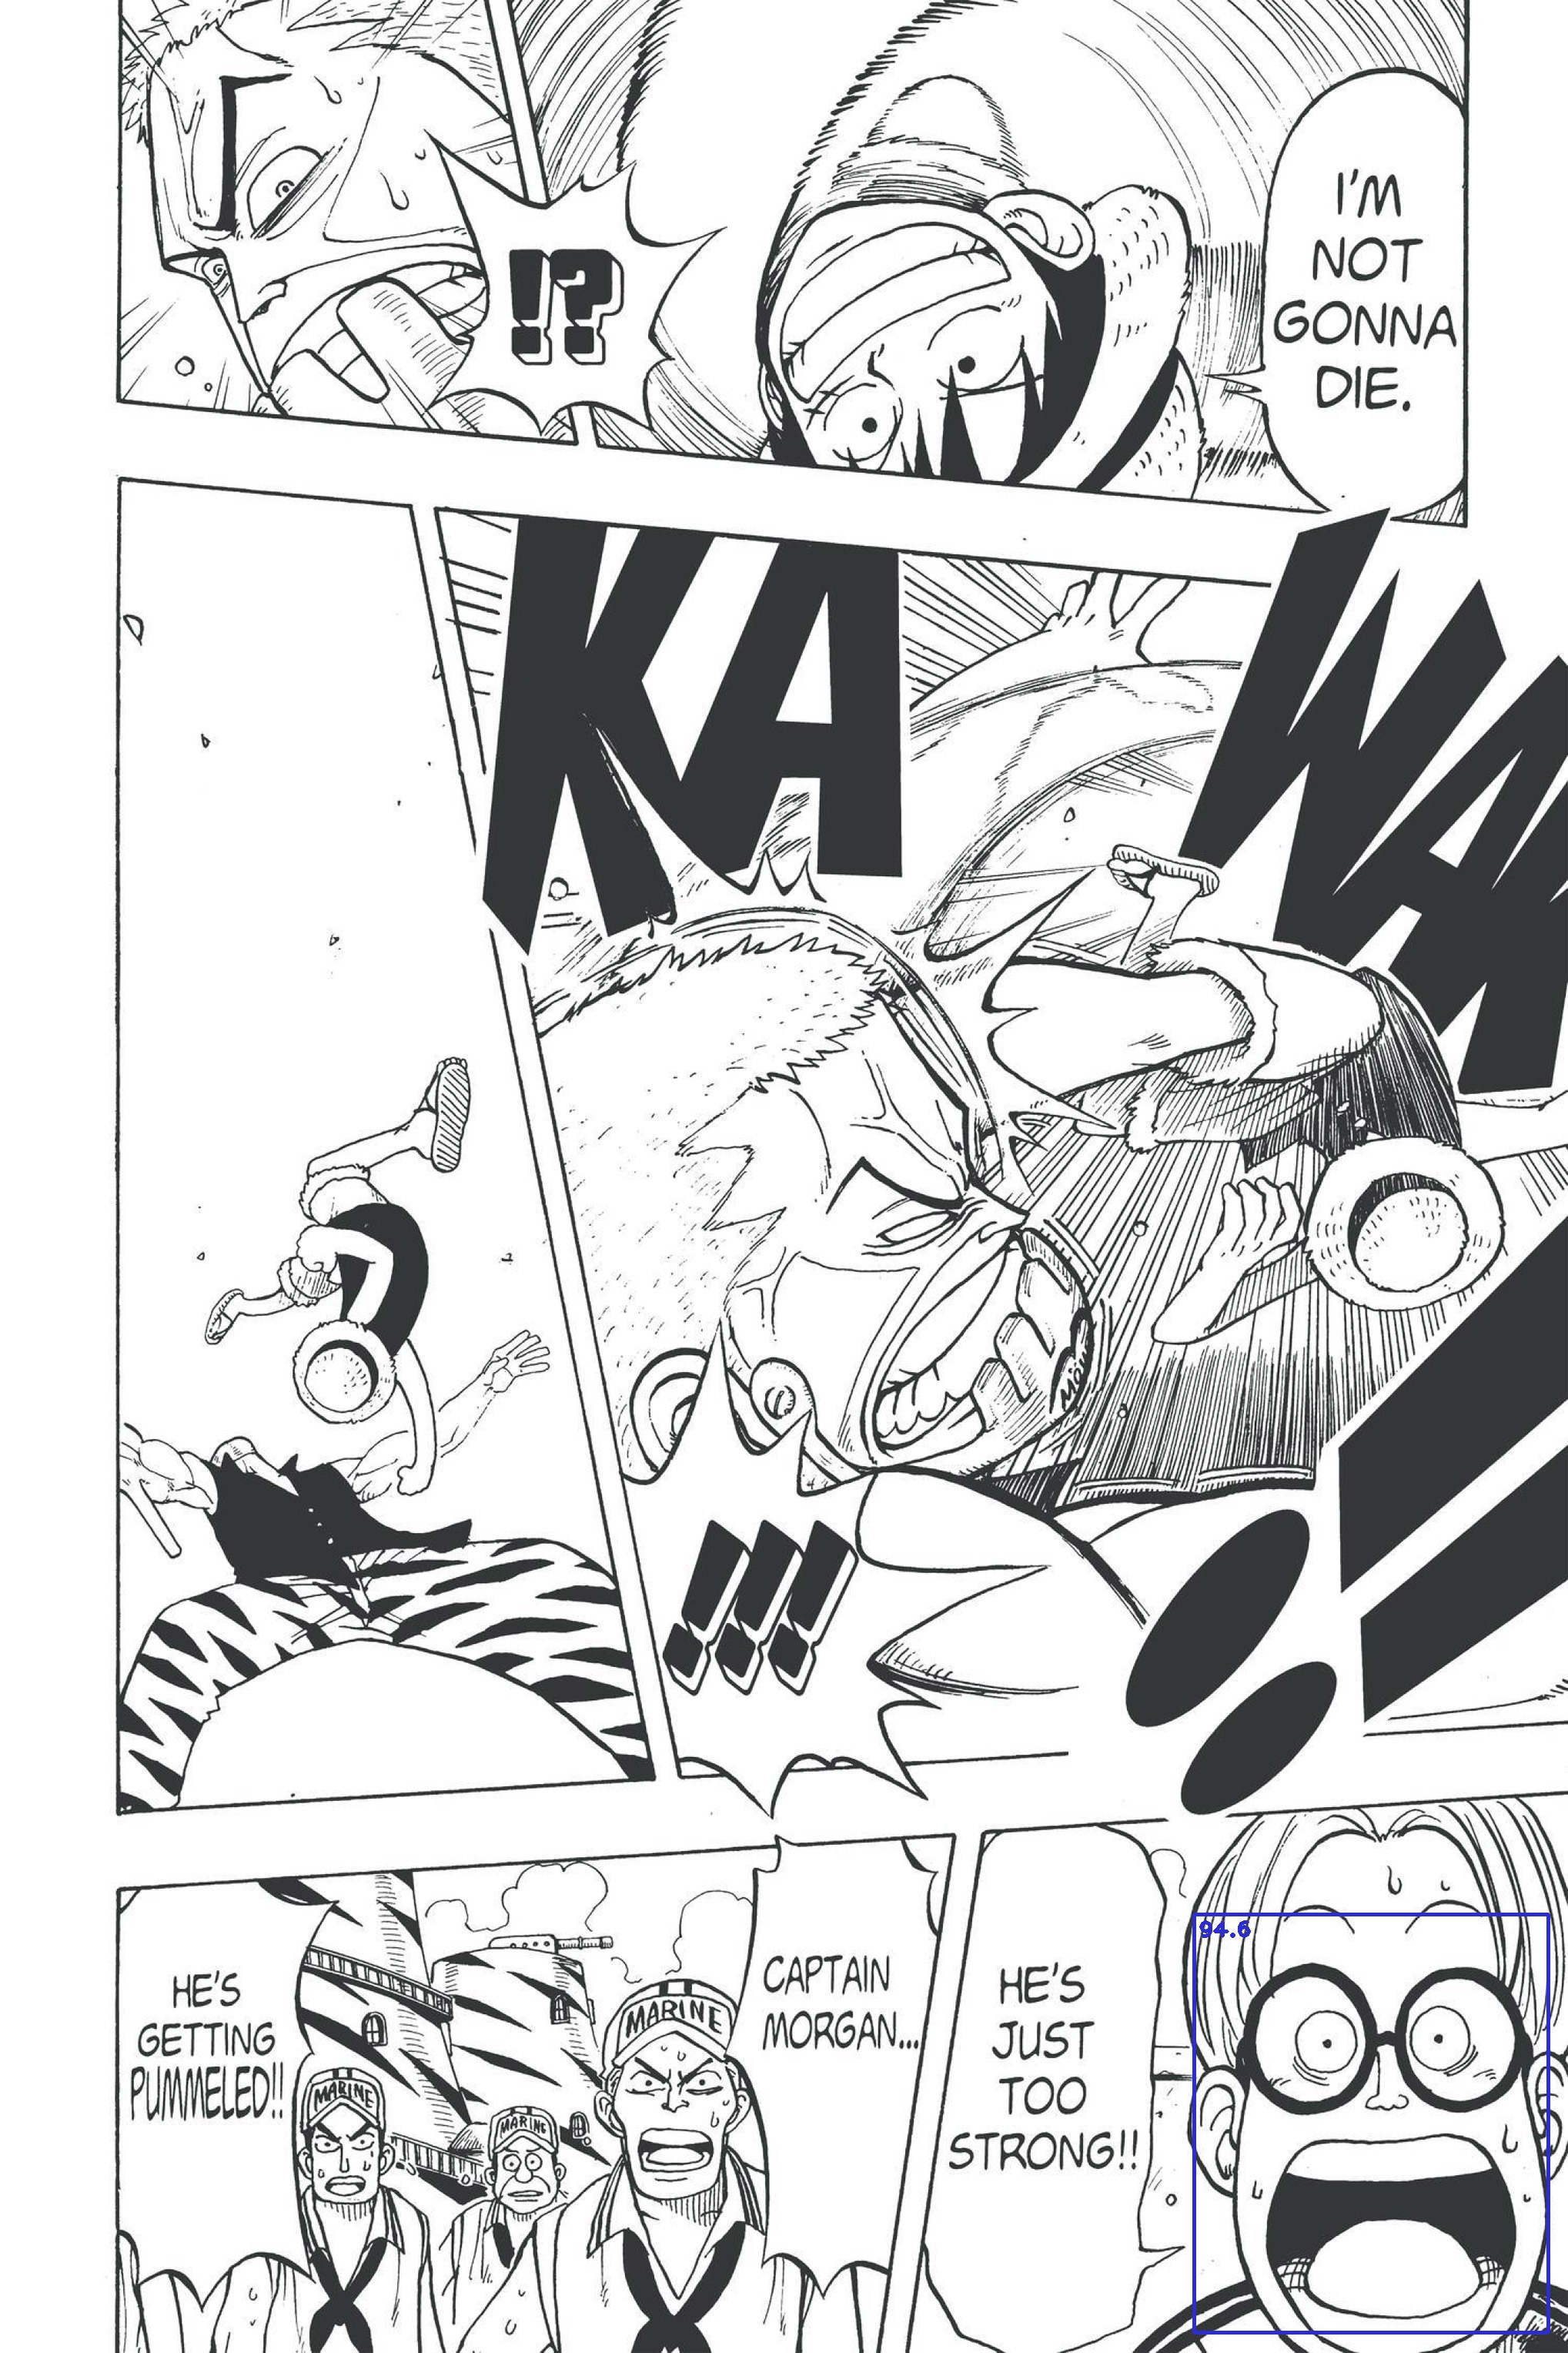 I'M
NOT
GONNA
DIE.
!?
KA
WA
!!
!!!
94.6
HE'S
JUST
TOO
STRONG!!
CAPTAIN
MORGAN...
MARINE
MARINE
MARINE
HE'S
GETTING
PUMMELED!!